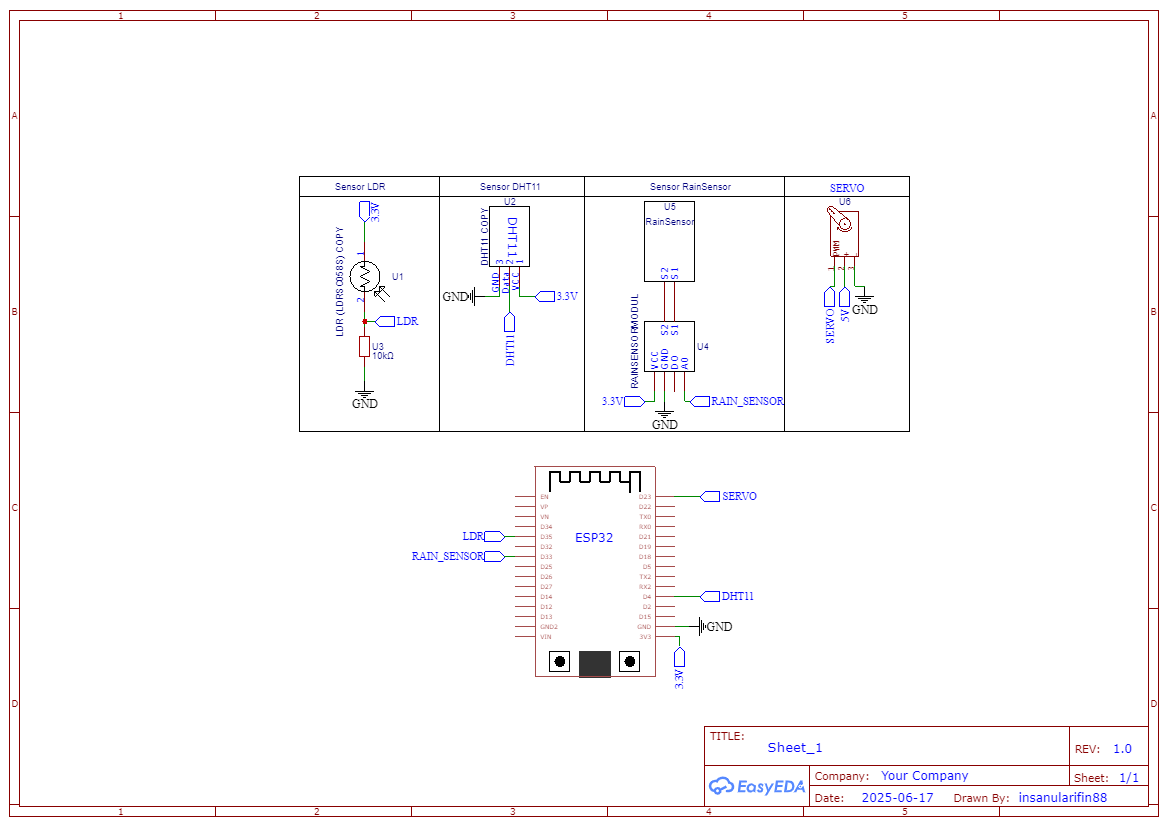 1 2 3 4 5
A A
B B
C C
D D
Sensor LDR
Sensor DHT11
Sensor RainSensor
SERVO
3.3V
LDR (LDRSC058S) COPY
1
2
U1
LDR
U3
10kΩ
GND
U2
DHT11 COPY
DHT11
3 2 1
GND Data VCC
GND
3.3V
DHT11
U5
RainSensor
S2 S1
RAINSENSORMODUL
S2 S1
U4
VCC GND DO A0
3.3V
RAIN_SENSOR
GND
U6
PWM + -
1 2 3
SERVO
5V
GND
ESP32
EN
VP
VN
D34
D35
D32
D33
D25
D26
D27
D14
D12
D13
GND2
VIN
D23
D22
TX0
RX0
D21
D19
D18
D5
TX2
RX2
D4
D2
D15
GND
3V3
LDR
RAIN_SENSOR
SERVO
DHT11
GND
3.3V
TITLE:
Sheet_1
REV: 1.0
EasyEDA
Company: Your Company
Sheet: 1/1
Date: 2025-06-17 Drawn By: insanularifin88
1 2 3 4 5